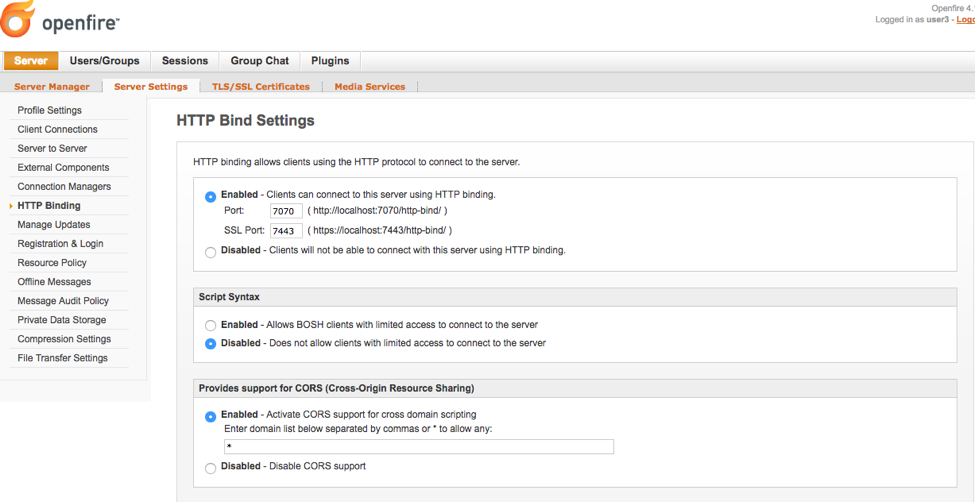 openfire™
Openfire 4.
Logged in as user3 - Logo
Server Users/Groups Sessions Group Chat Plugins
Server Manager Server Settings TLS/SSL Certificates Media Services
Profile Settings
Client Connections
Server to Server
External Components
Connection Managers
HTTP Binding
Manage Updates
Registration & Login
Resource Policy
Offline Messages
Message Audit Policy
Private Data Storage
Compression Settings
File Transfer Settings
HTTP Bind Settings
HTTP binding allows clients using the HTTP protocol to connect to the server.
Enabled - Clients can connect to this server using HTTP binding.
Port: 7070 ( http://localhost:7070/http-bind/ )
SSL Port: 7443 ( https://localhost:7443/http-bind/ )
Disabled - Clients will not be able to connect with this server using HTTP binding.
Script Syntax
Enabled - Allows BOSH clients with limited access to connect to the server
Disabled - Does not allow clients with limited access to connect to the server
Provides support for CORS (Cross-Origin Resource Sharing)
Enabled - Activate CORS support for cross domain scripting
Enter domain list below separated by commas or * to allow any:
*
Disabled - Disable CORS support